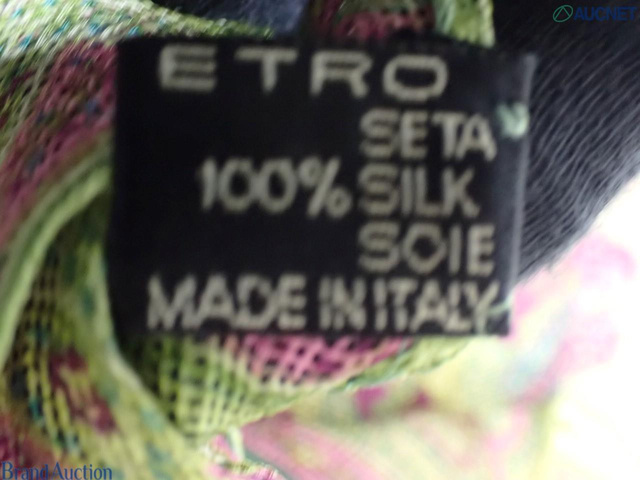 AUCNET
ETRO
SETA
100% SILK
SOIE
MADE IN ITALY
Brand Auction